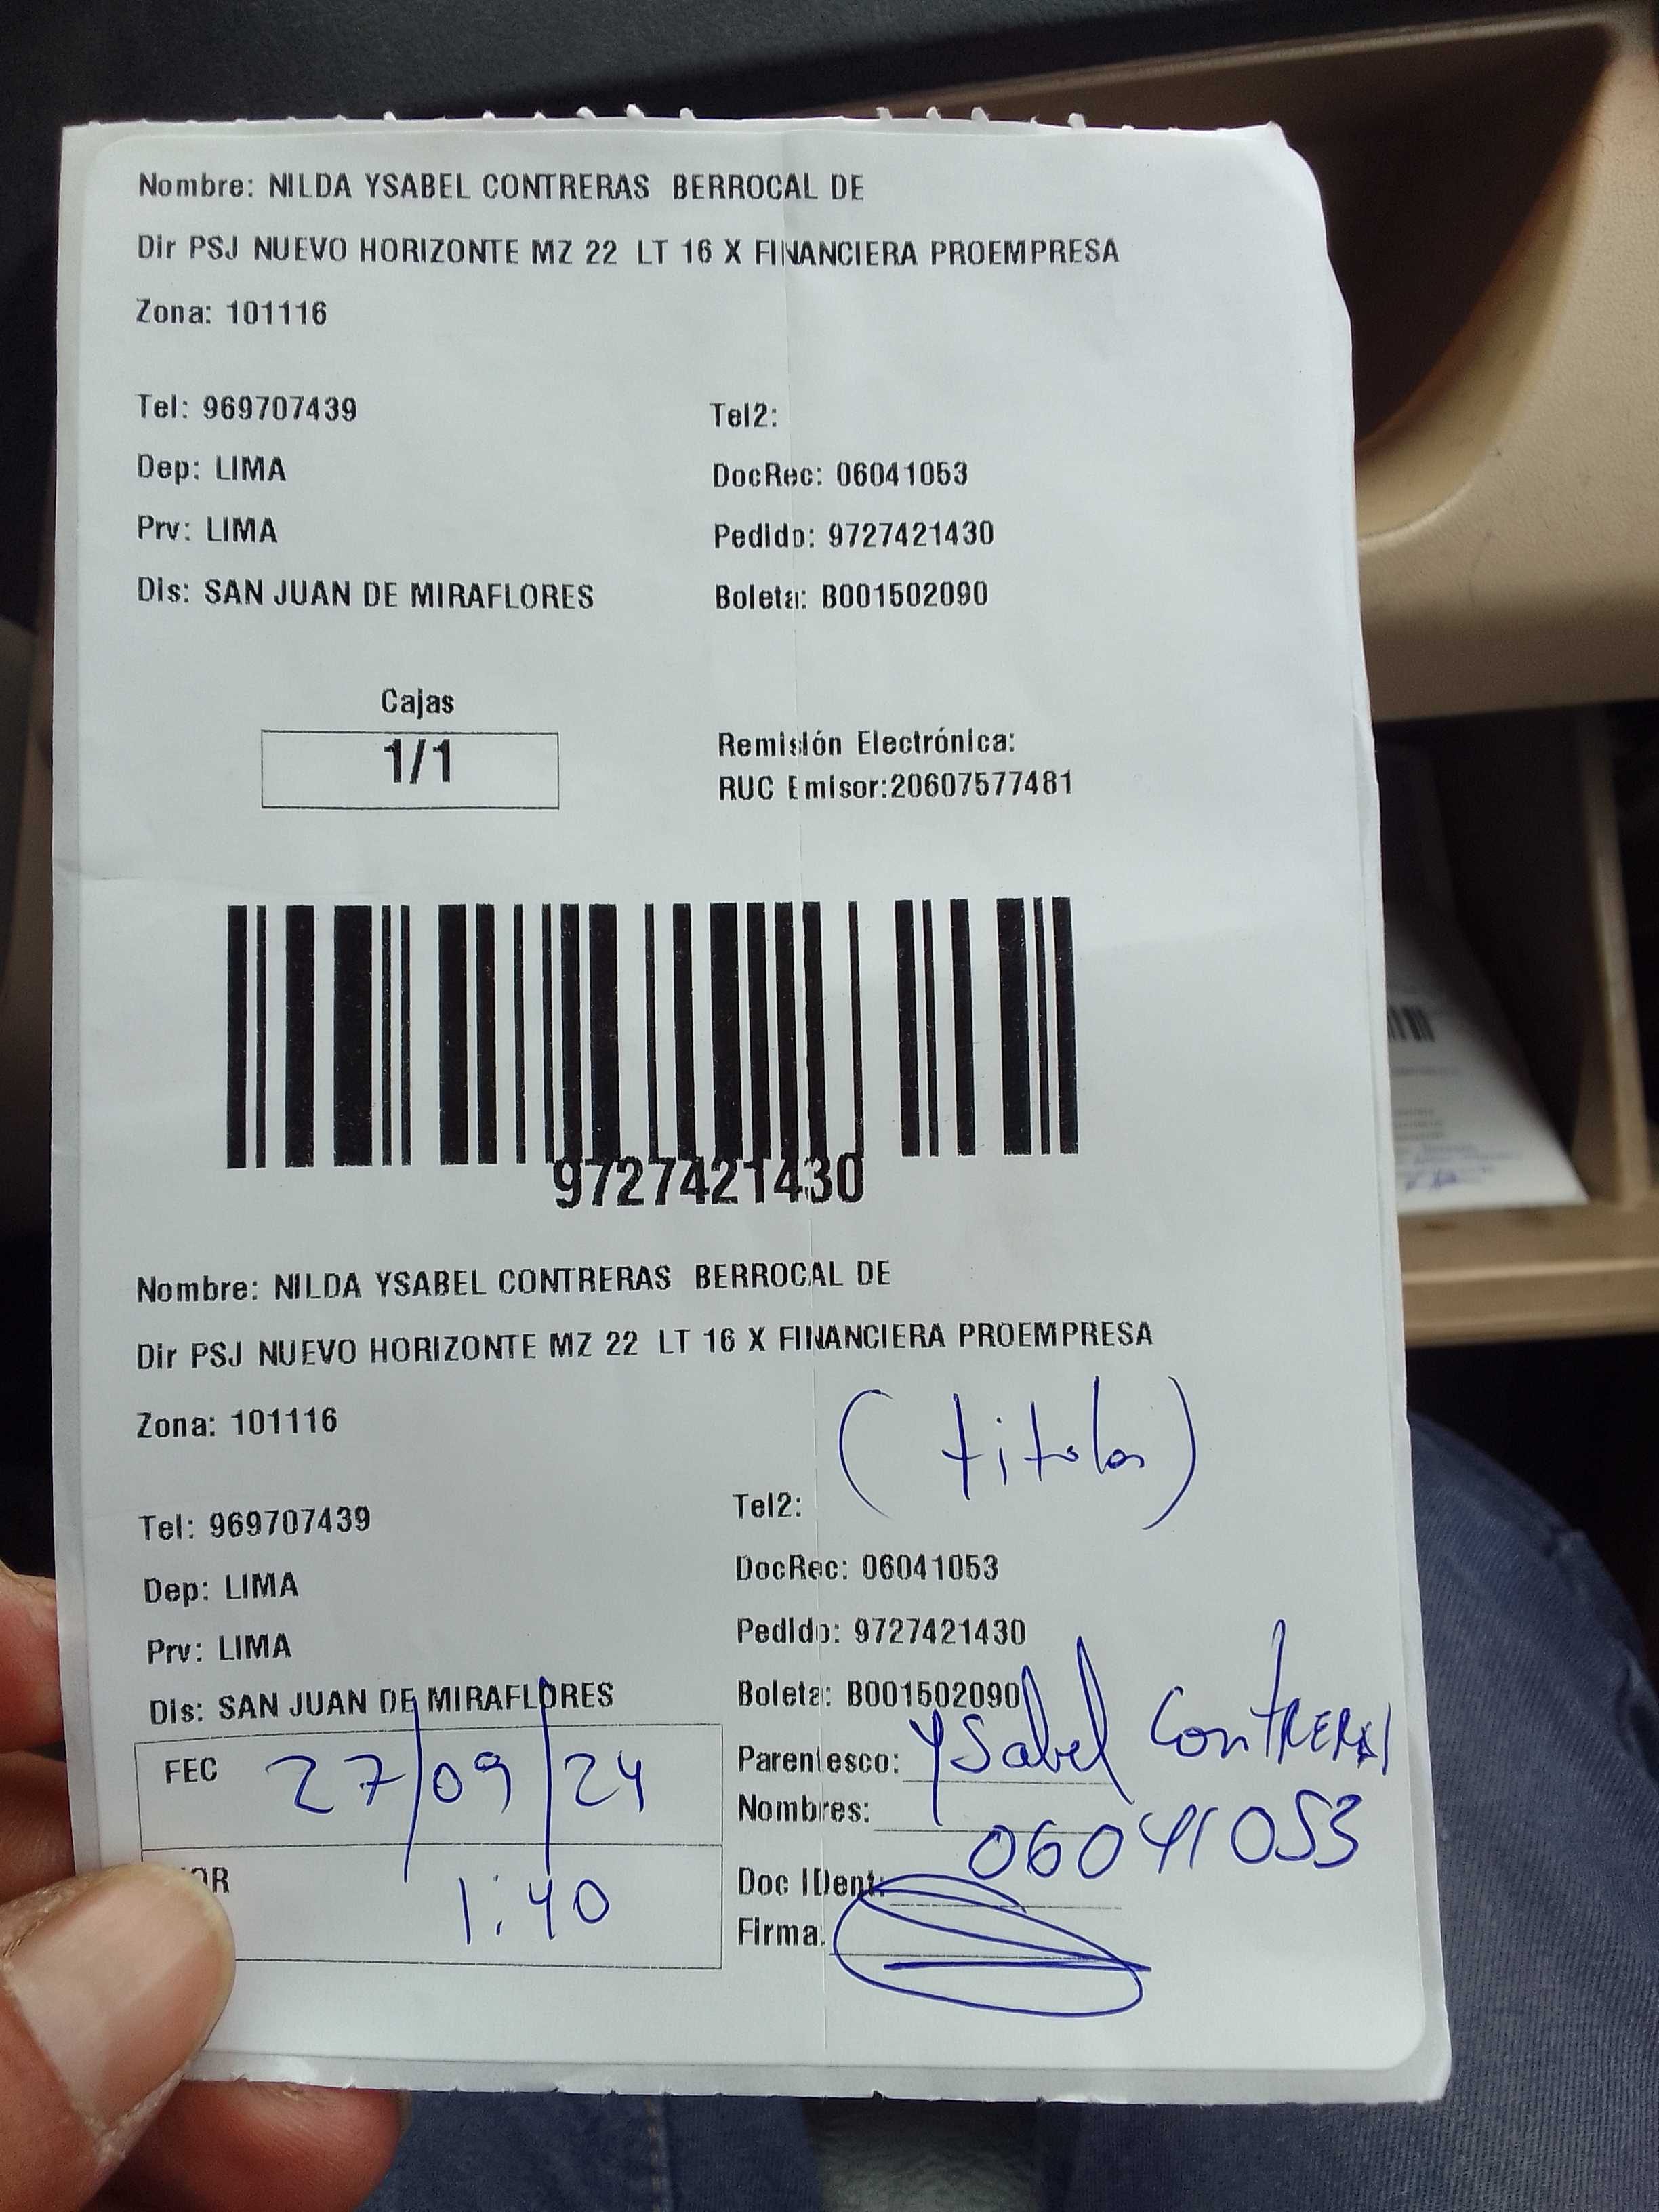 Nombre: NILDA YSABEL CONTRERAS BERROCAL DE
Dir PSJ NUEVO HORIZONTE MZ 22 LT 16 X FINANCIERA PROEMPRESA
Zona: 101116
Tel: 969707439
Tel2:
Dep: LIMA
DocRec: 06041053
Prv: LIMA
Pedido: 9727421430
Dis: SAN JUAN DE MIRAFLORES
Boleta: B001502090
Cajas
1/1
Remisión Electrónica:
RUC Emisor:20607577481
9727421430
Nombre: NILDA YSABEL CONTRERAS BERROCAL DE
Dir PSJ NUEVO HORIZONTE MZ 22 LT 16 X FINANCIERA PROEMPRESA
Zona: 101116
(titular)
Tel: 969707439
Tel2:
Dep: LIMA
DocRec: 06041053
Prv: LIMA
Pedido: 9727421430
Dis: SAN JUAN DE MIRAFLORES
Boleta: B001502090
FEC 27/09/24
Parentesco: Ysabel Contreras
Nombres:
06041053
1:40
Doc IDent:
Firma: